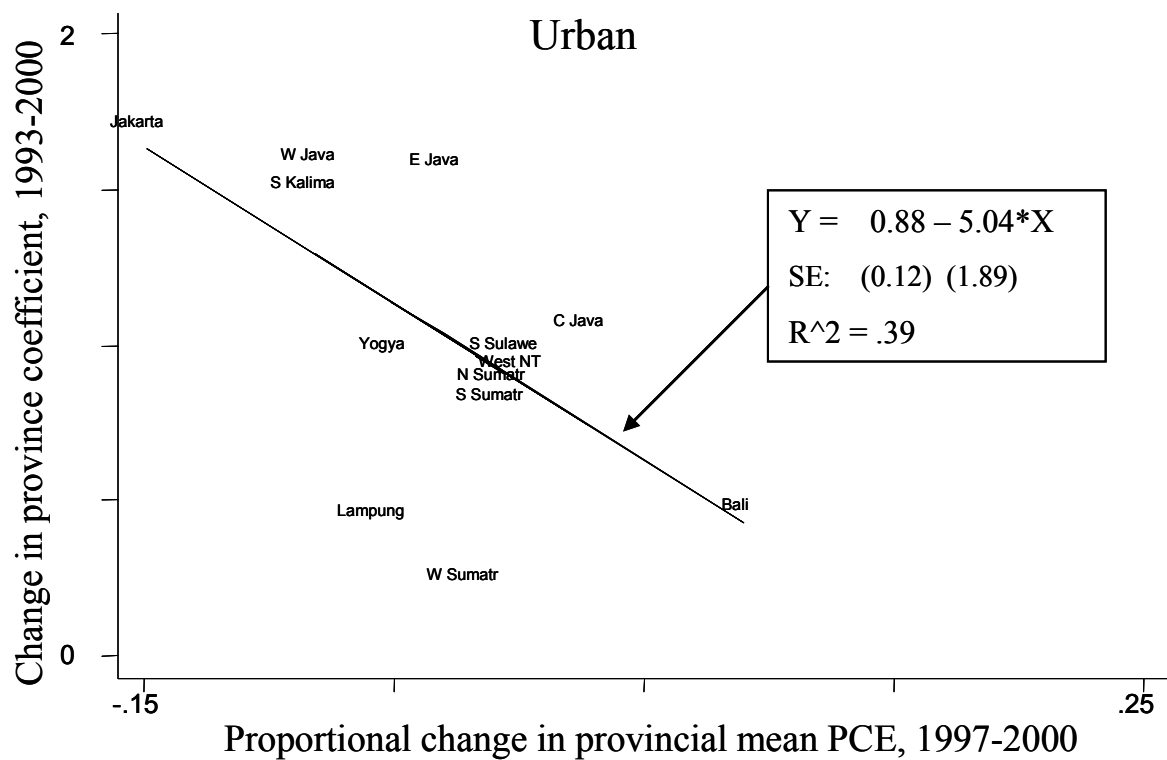 Urban
2
Change in province coefficient, 1993-2000
Jakarta
W Java
E Java
S Kalima
Y = 0.88 – 5.04*X
SE: (0.12) (1.89)
R^2 = .39
C Java
Yogya
S Sulawe
West NT
N Sumatr
S Sumatr
Bali
Lampung
W Sumatr
0
-.15
.25
Proportional change in provincial mean PCE, 1997-2000